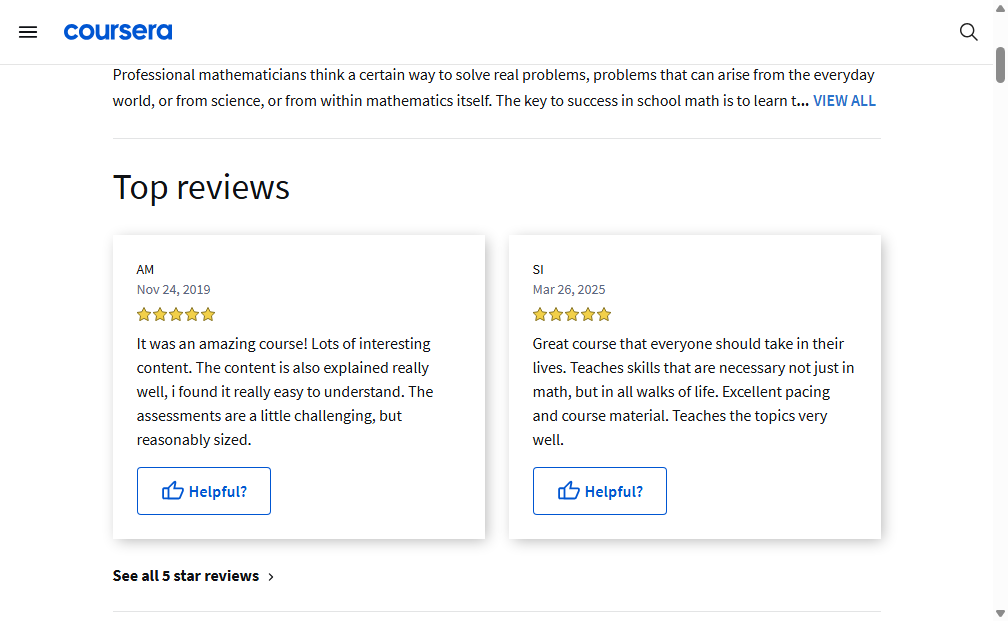 coursera
Professional mathematicians think a certain way to solve real problems, problems that can arise from the everyday
world, or from science, or from within mathematics itself. The key to success in school math is to learn t... VIEW ALL
Top reviews
AM
Nov 24, 2019
It was an amazing course! Lots of interesting
content. The content is also explained really
well, i found it really easy to understand. The
assessments are a little challenging, but
reasonably sized.
Helpful?
SI
Mar 26, 2025
Great course that everyone should take in their
lives. Teaches skills that are necessary not just in
math, but in all walks of life. Excellent pacing
and course material. Teaches the topics very
well.
Helpful?
See all 5 star reviews